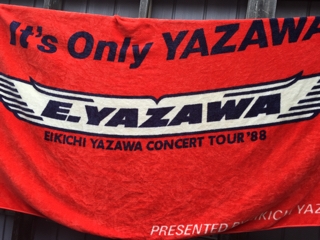 It's Only YAZAWA
E.YAZAWA
EIKICHI YAZAWA CONCERT TOUR '88
PRESENTED